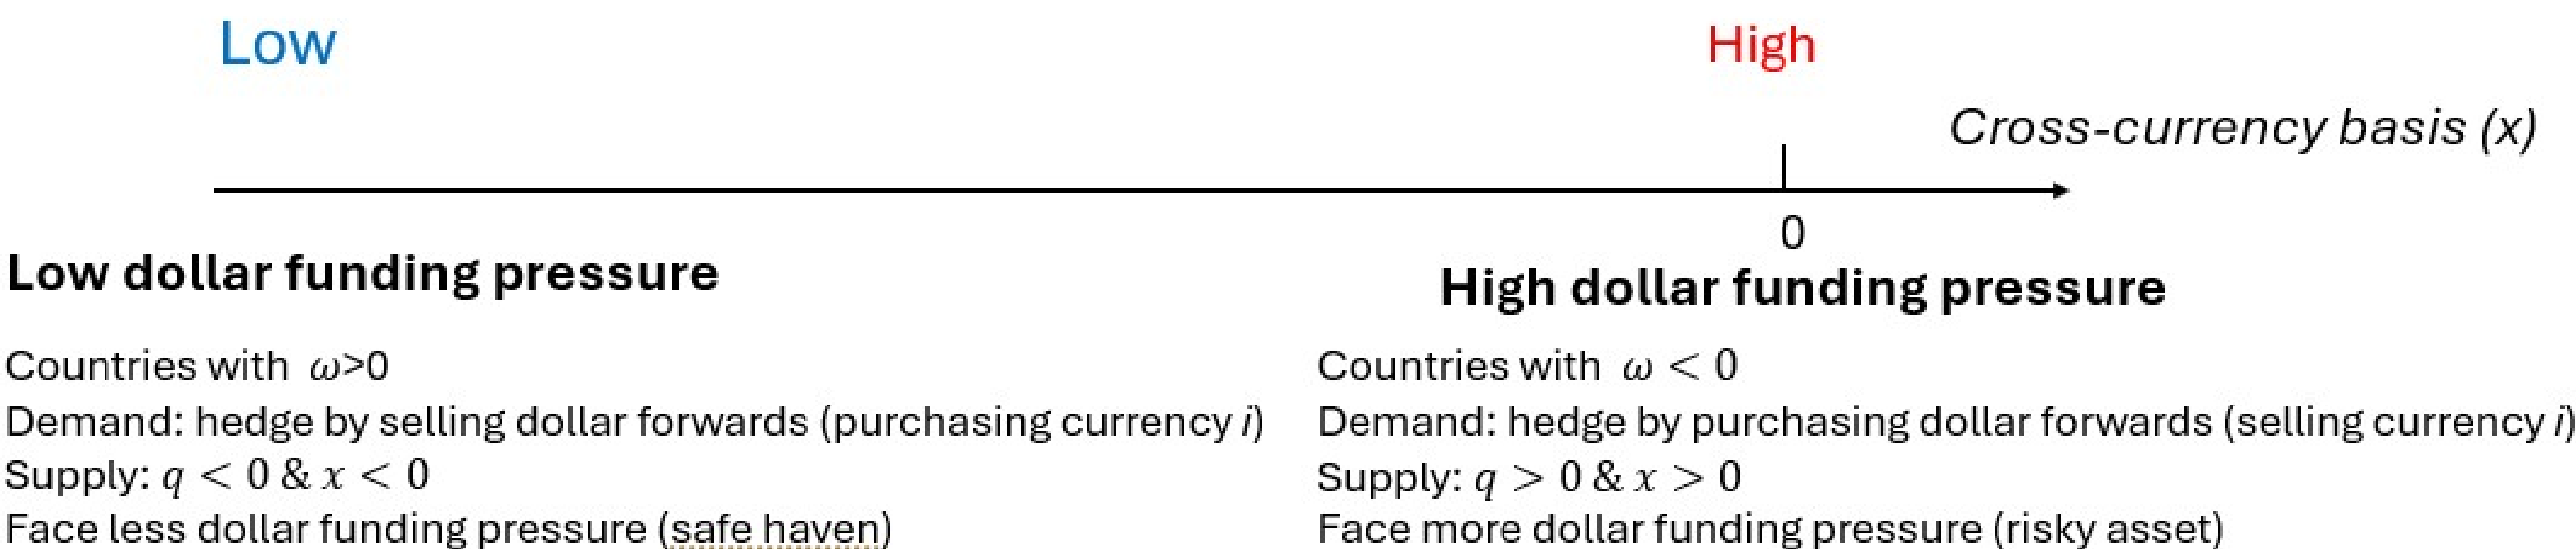 Low
High
Cross-currency basis (x)
0
Low dollar funding pressure
Countries with ω>0
Demand: hedge by selling dollar forwards (purchasing currency i)
Supply: q < 0 & x < 0
Face less dollar funding pressure (safe haven)
High dollar funding pressure
Countries with ω < 0
Demand: hedge by purchasing dollar forwards (selling currency i)
Supply: q > 0 & x > 0
Face more dollar funding pressure (risky asset)